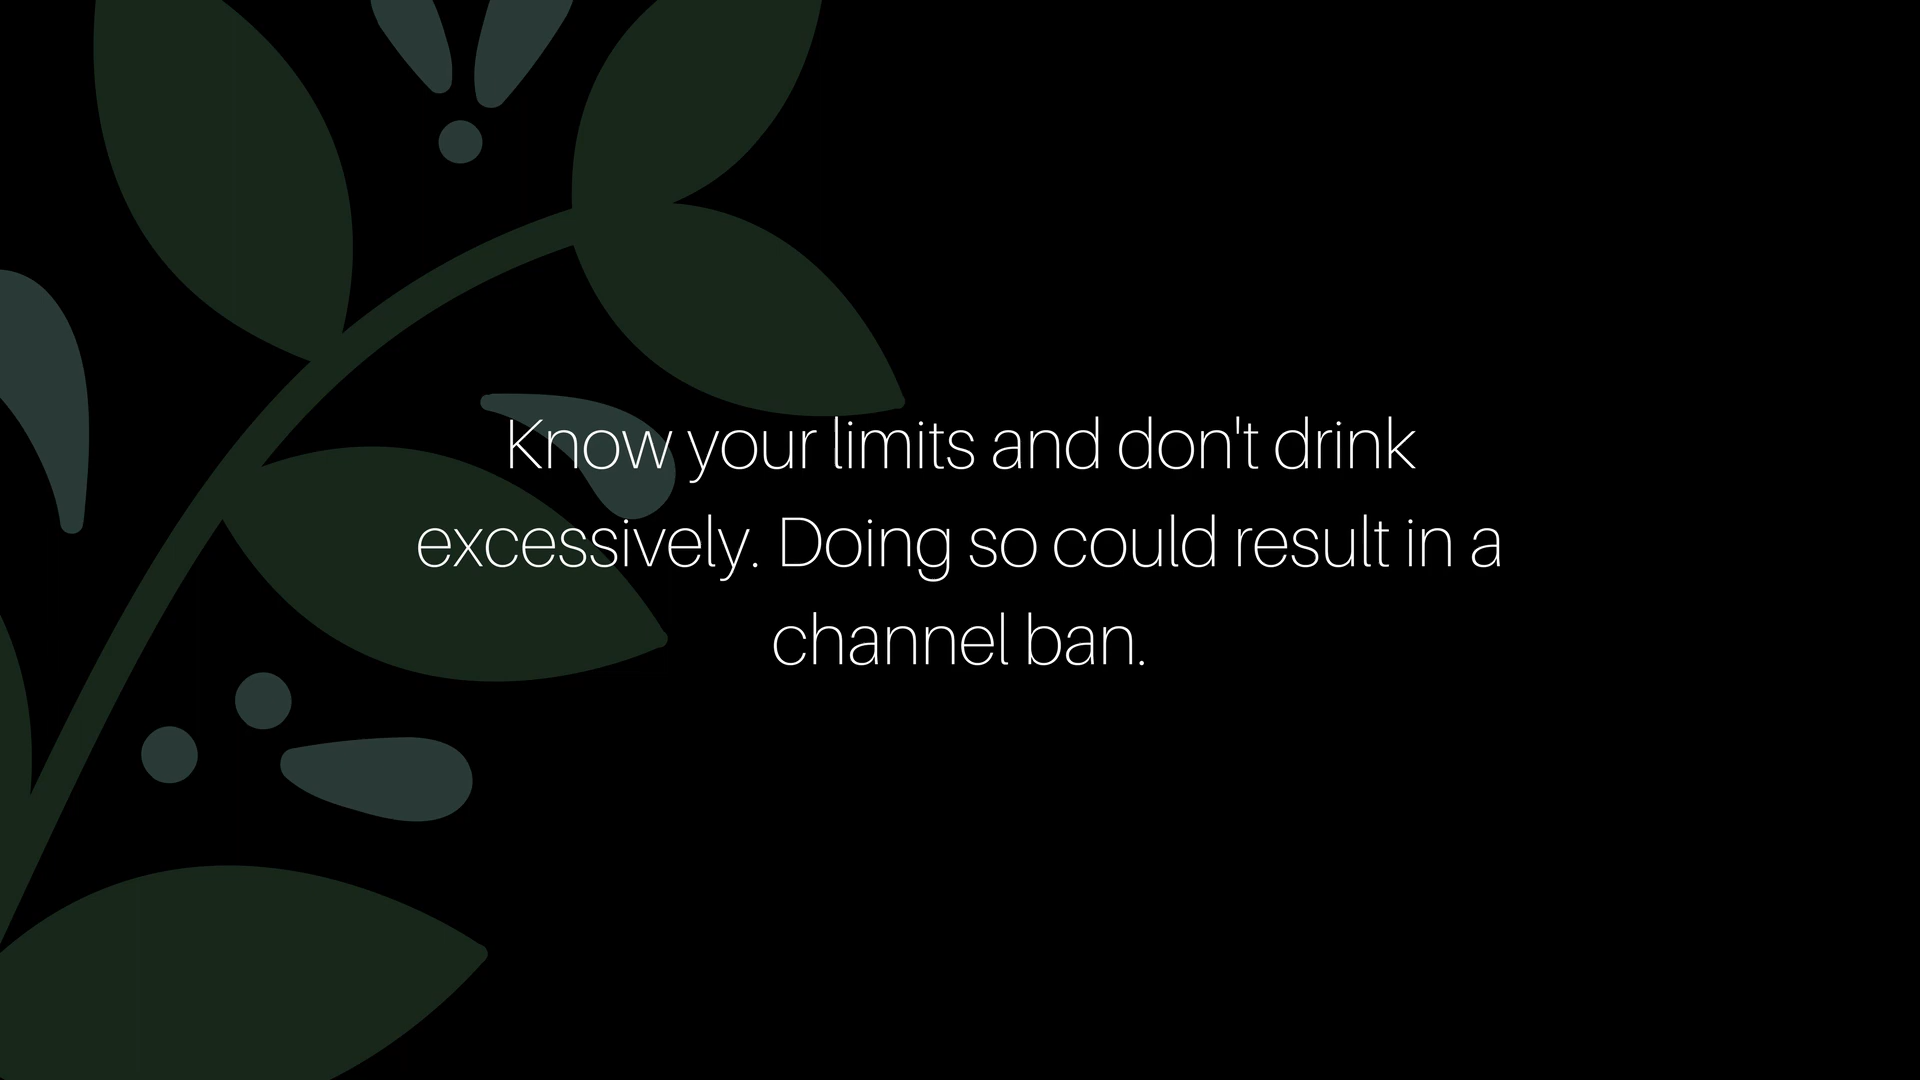 Know your limits and don't drink
excessively. Doing so could result in a
channel ban.